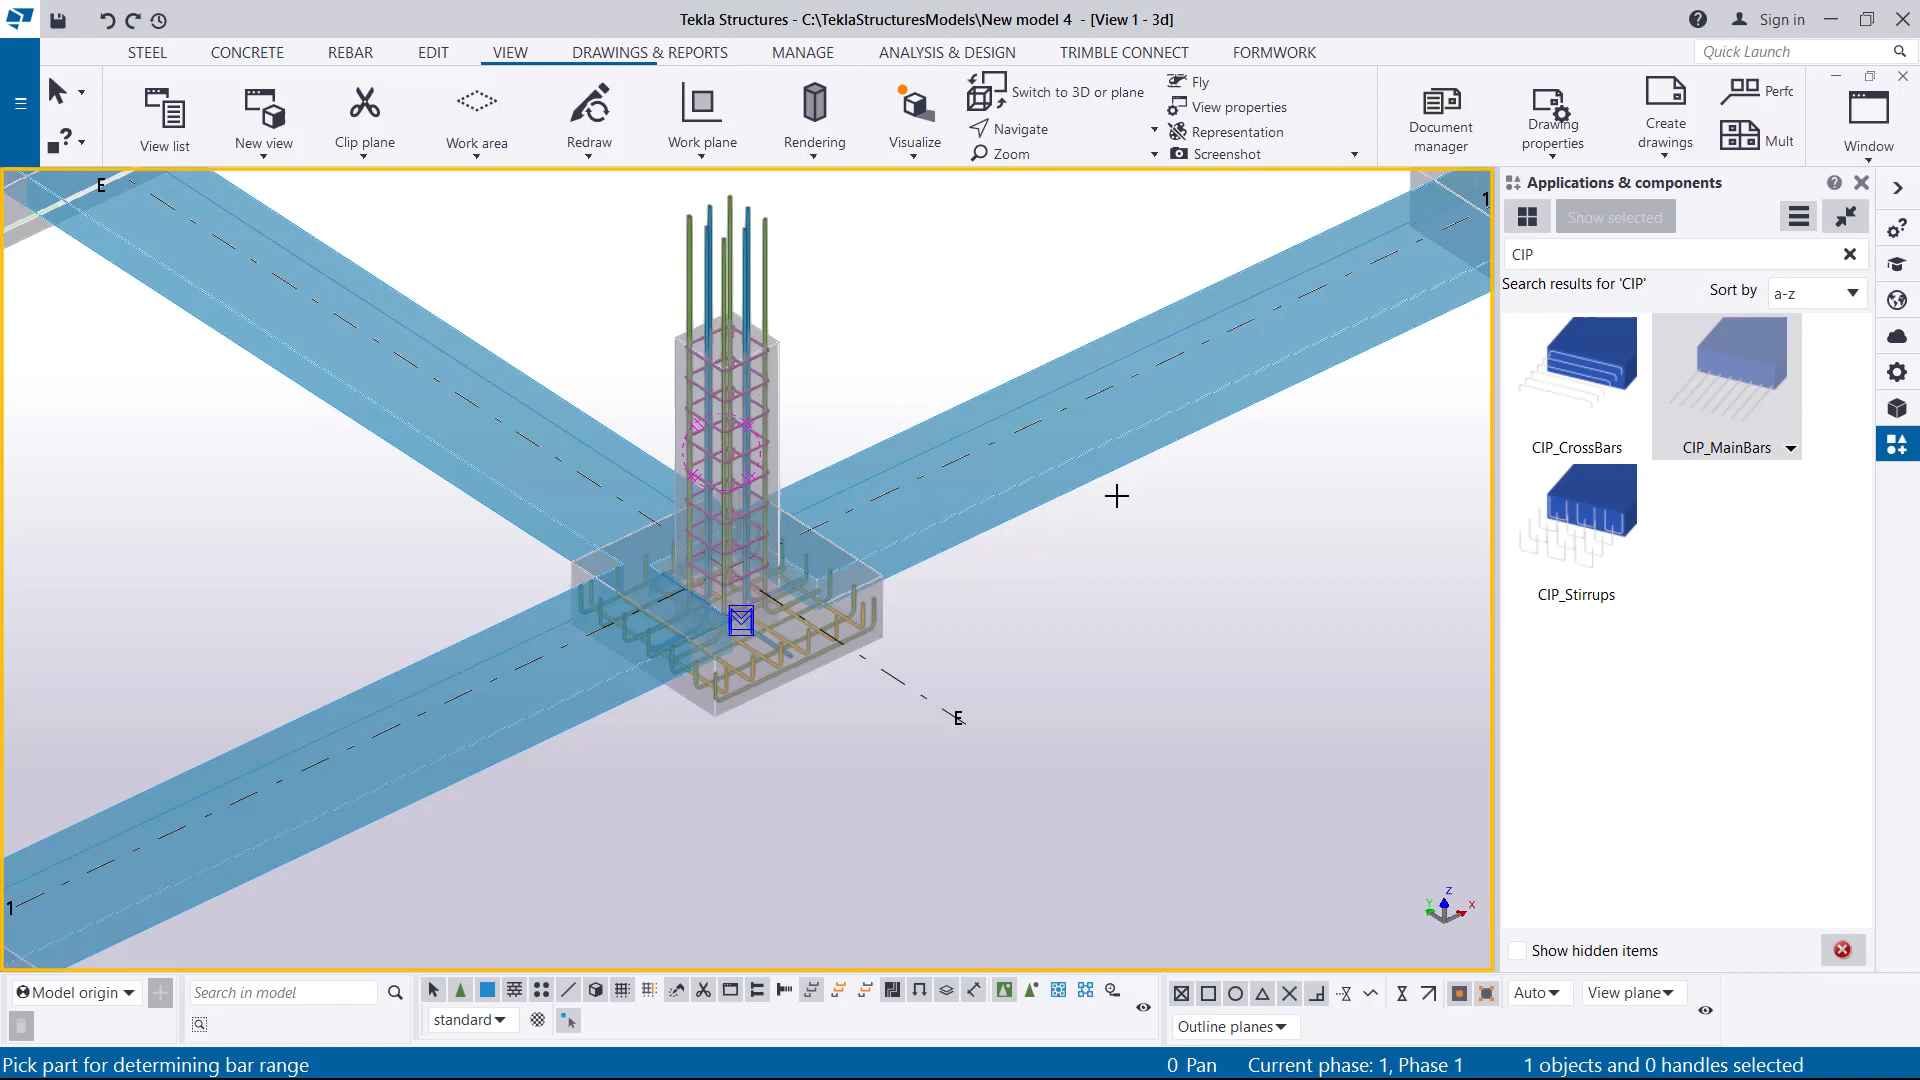 Tekla Structures - C:\TeklaStructuresModels\New model 4 - [View 1 - 3d]
Sign in
STEEL CONCRETE REBAR EDIT VIEW DRAWINGS & REPORTS MANAGE ANALYSIS & DESIGN TRIMBLE CONNECT FORMWORK
Quick Launch
View list
New view
Clip plane
Work area
Redraw
Work plane
Rendering
Visualize
Switch to 3D or plane
Navigate
Zoom
Fly
View properties
Representation
Screenshot
Document
manager
Drawing
properties
Create
drawings
Perfc
Mult
Window
E
1
E
1
Z
Y
X
Applications & components
Show selected
CIP
Search results for 'CIP'
Sort by
a-z
CIP_CrossBars
CIP_MainBars
CIP_Stirrups
Show hidden items
Model origin
Search in model
standard
Auto
View plane
Outline planes
Pick part for determining bar range
0 Pan
Current phase: 1, Phase 1
1 objects and 0 handles selected